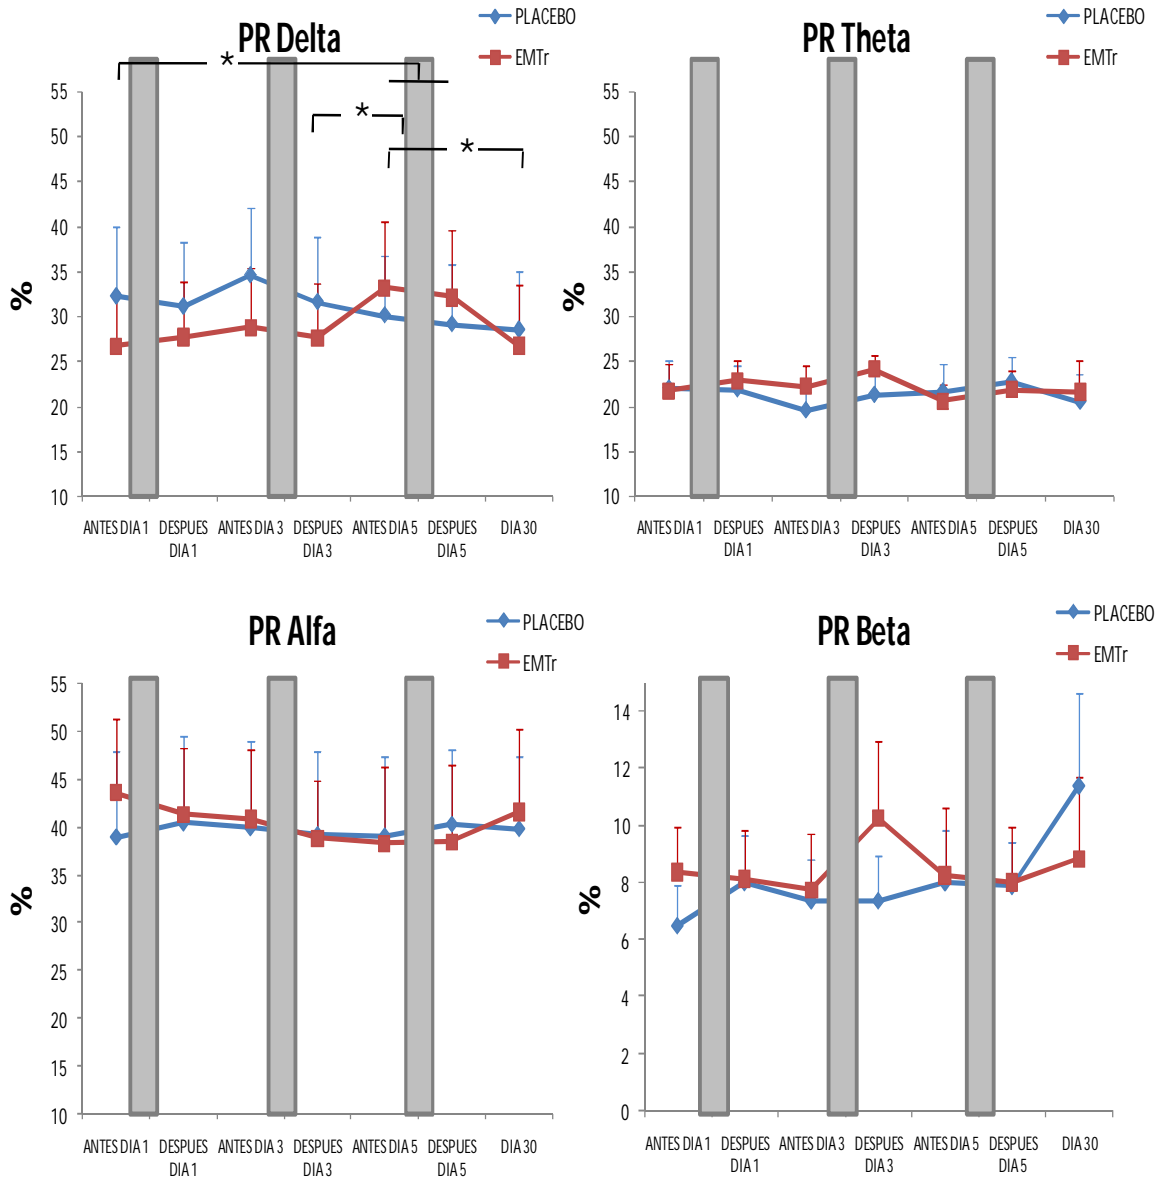 PR Delta
PLACEBO
EMTr
*
*
*
55
50
45
40
35
30
25
20
15
10
%
ANTES DIA 1
DESPUES DIA 1
ANTES DIA 3
DESPUES DIA 3
ANTES DIA 5
DESPUES DIA 5
DIA 30
PR Theta
PLACEBO
EMTr
55
50
45
40
35
30
25
20
15
10
%
ANTES DIA 1
DESPUES DIA 1
ANTES DIA 3
DESPUES DIA 3
ANTES DIA 5
DESPUES DIA 5
DIA 30
PR Alfa
PLACEBO
EMTr
55
50
45
40
35
30
25
20
15
10
%
ANTES DIA 1
DESPUES DIA 1
ANTES DIA 3
DESPUES DIA 3
ANTES DIA 5
DESPUES DIA 5
DIA 30
PR Beta
PLACEBO
EMTr
14
12
10
8
6
4
2
0
%
ANTES DIA 1
DESPUES DIA 1
ANTES DIA 3
DESPUES DIA 3
ANTES DIA 5
DESPUES DIA 5
DIA 30